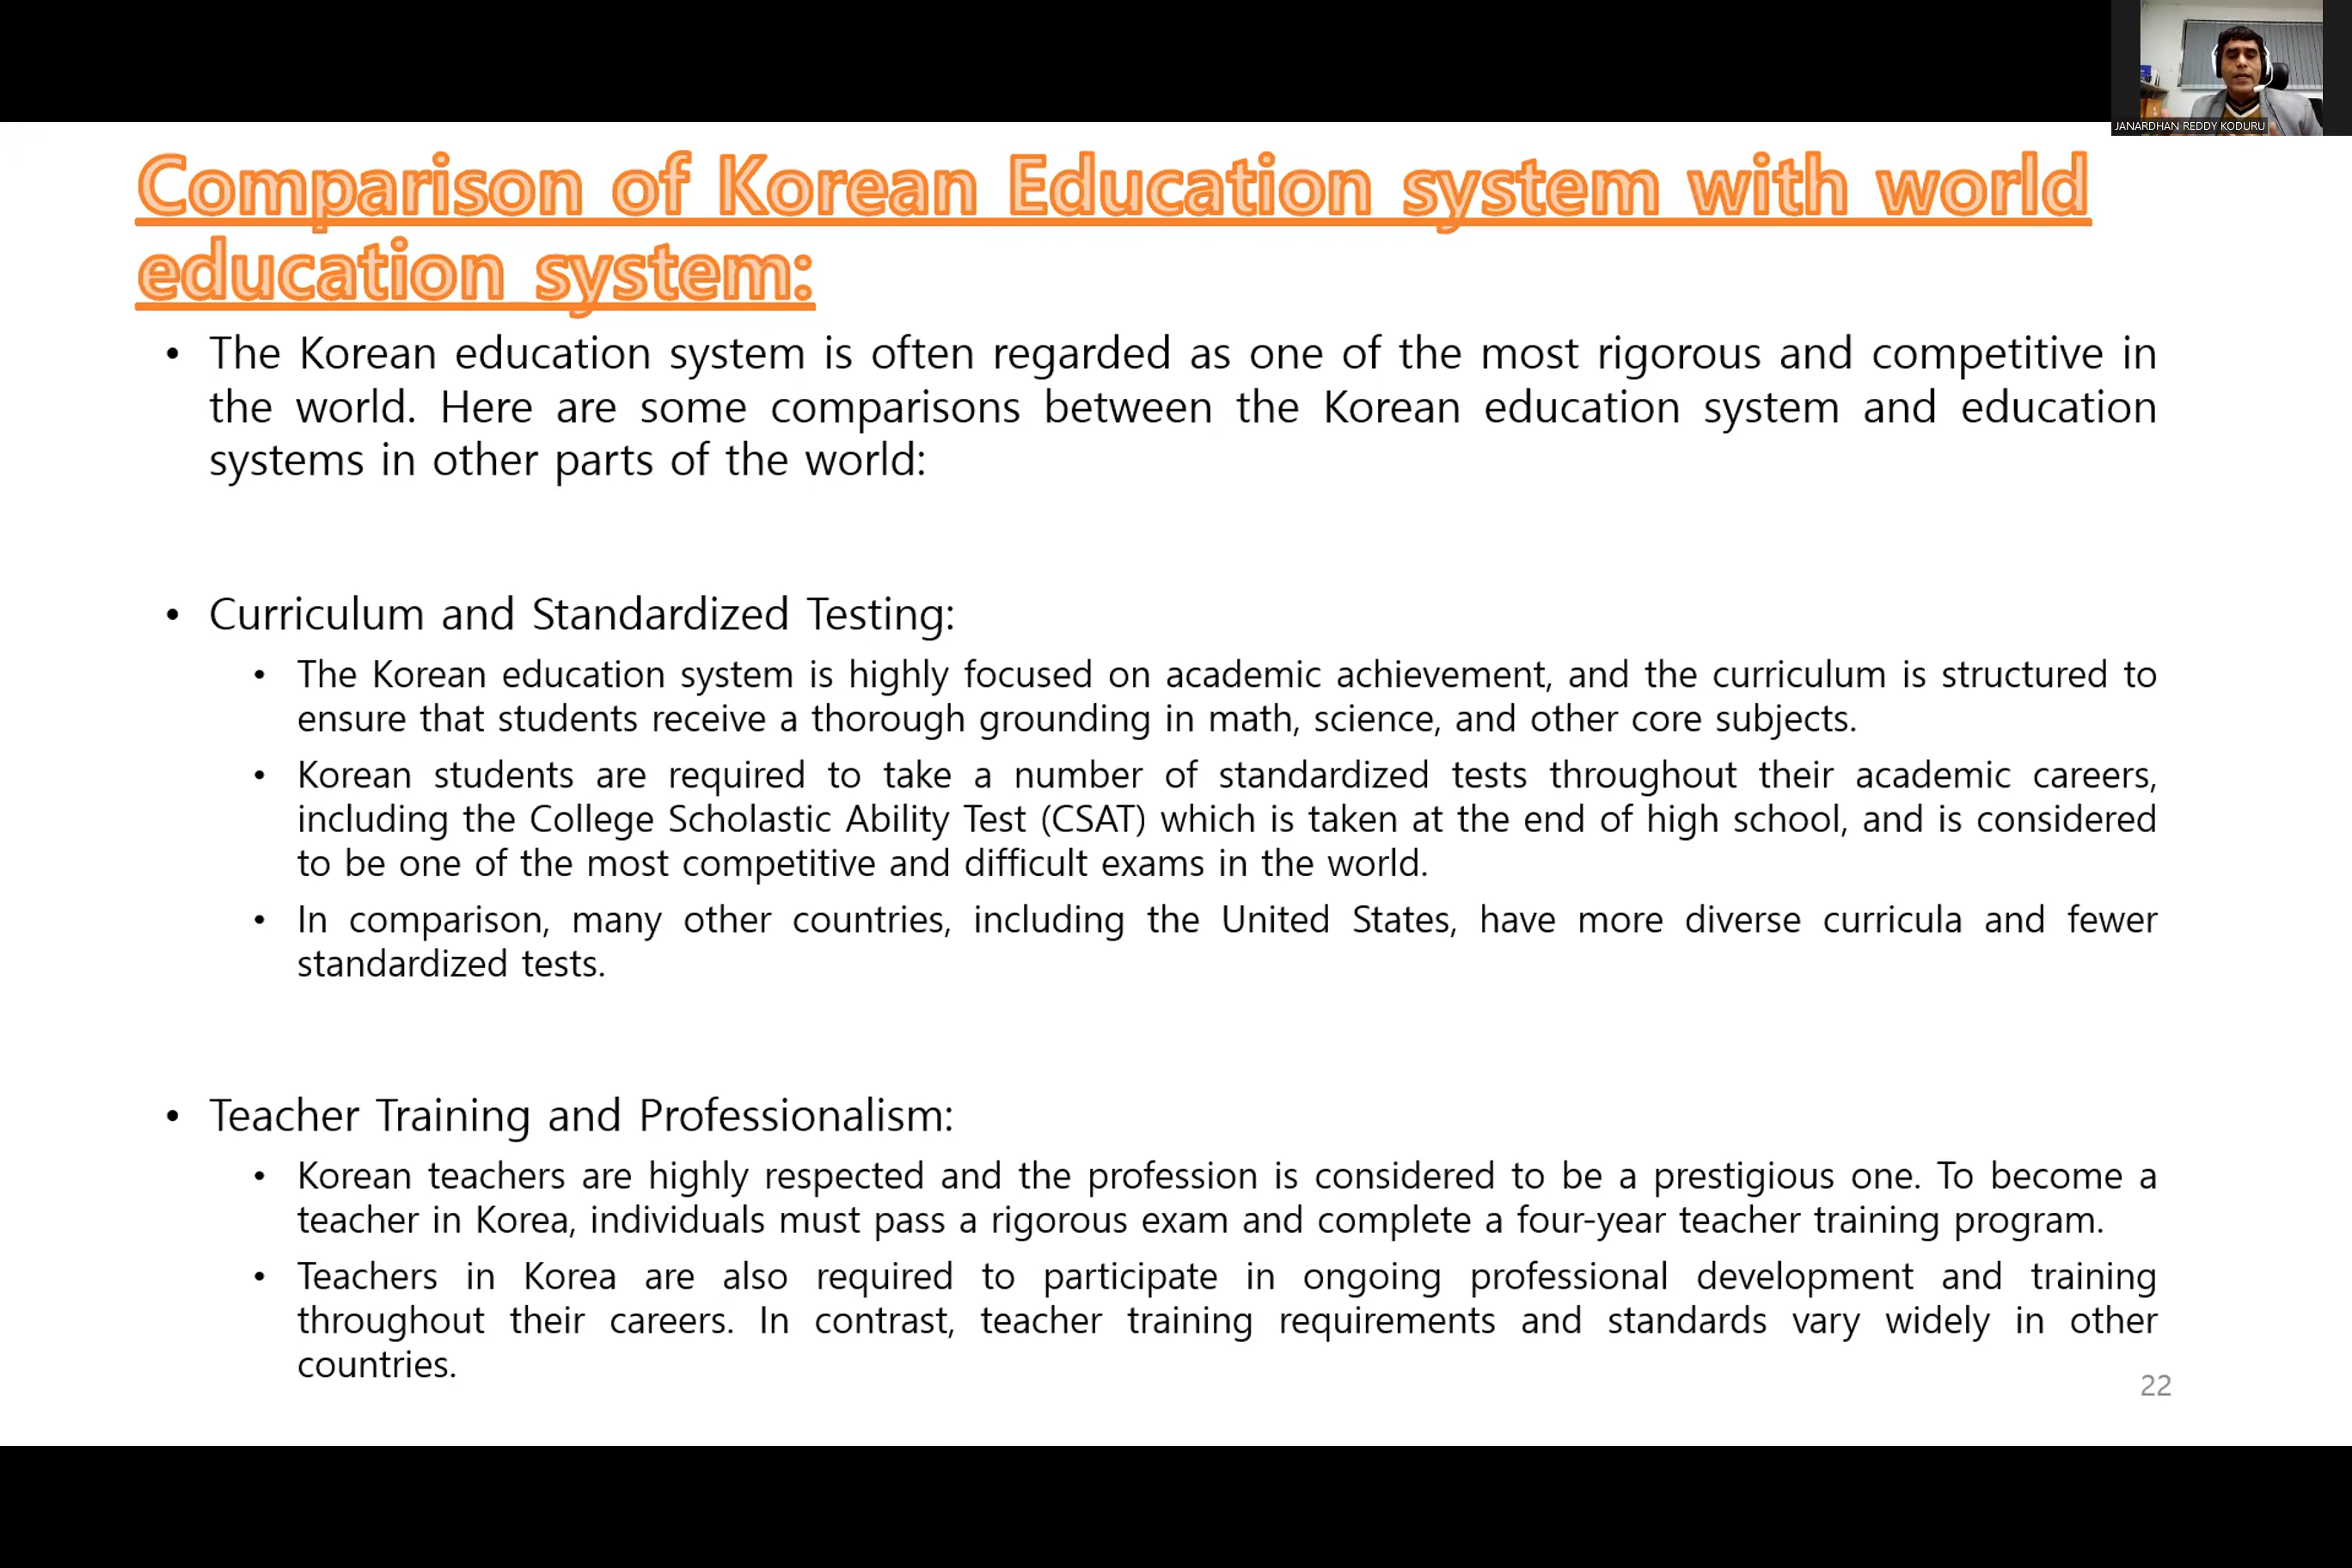 JANARDHAN REDDY KODURU
Comparison of Korean Education system with world
education system:
• The Korean education system is often regarded as one of the most rigorous and competitive in
the world. Here are some comparisons between the Korean education system and education
systems in other parts of the world:
• Curriculum and Standardized Testing:
• The Korean education system is highly focused on academic achievement, and the curriculum is structured to
ensure that students receive a thorough grounding in math, science, and other core subjects.
• Korean students are required to take a number of standardized tests throughout their academic careers,
including the College Scholastic Ability Test (CSAT) which is taken at the end of high school, and is considered
to be one of the most competitive and difficult exams in the world.
• In comparison, many other countries, including the United States, have more diverse curricula and fewer
standardized tests.
• Teacher Training and Professionalism:
• Korean teachers are highly respected and the profession is considered to be a prestigious one. To become a
teacher in Korea, individuals must pass a rigorous exam and complete a four-year teacher training program.
• Teachers in Korea are also required to participate in ongoing professional development and training
throughout their careers. In contrast, teacher training requirements and standards vary widely in other
countries.
22